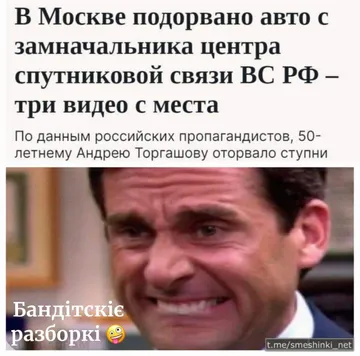 В Москве подорвано авто с
замначальника центра
спутниковой связи ВС РФ –
три видео с места
По данным российских пропагандистов, 50-
летнему Андрею Торгашову оторвало ступни
Бандітскіє
разборкі 🤪
t.me/smeshinki_net